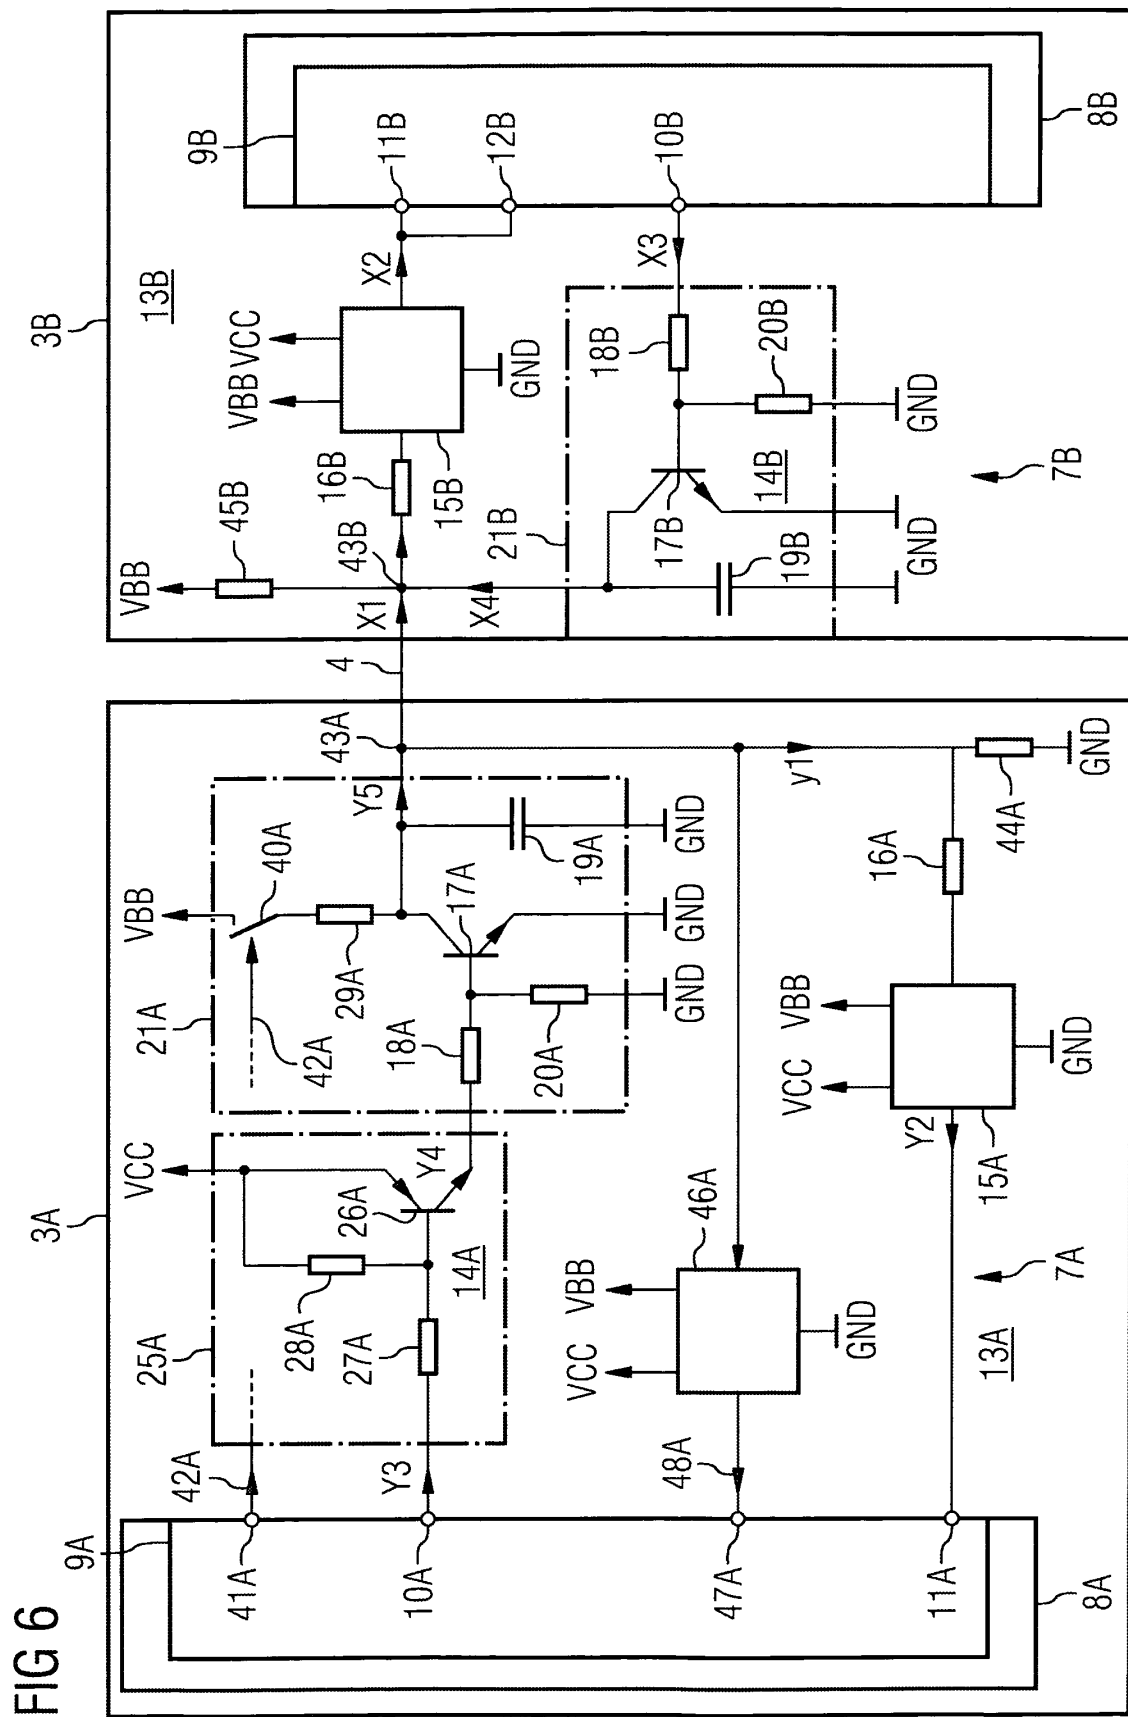 FIG 6
3A
3B
9A
25A
VCC
21A
VBB
40A
42A
41A
42A
28A
26A
29A
Y5
43A
4
X1
43B
VBB
45B
16B
VBB
VCC
13B
X2
9B
11B
12B
10B
8B
15B
GND
X4
21B
X3
18B
17B
14B
20B
19B
GND
GND
7B
Y3
10A
27A
14A
Y4
18A
17A
19A
20A
GND
GND
GND
VCC
VBB
46A
48A
47A
GND
y1
VCC
VBB
16A
44A
GND
Y2
15A
GND
11A
13A
7A
8A